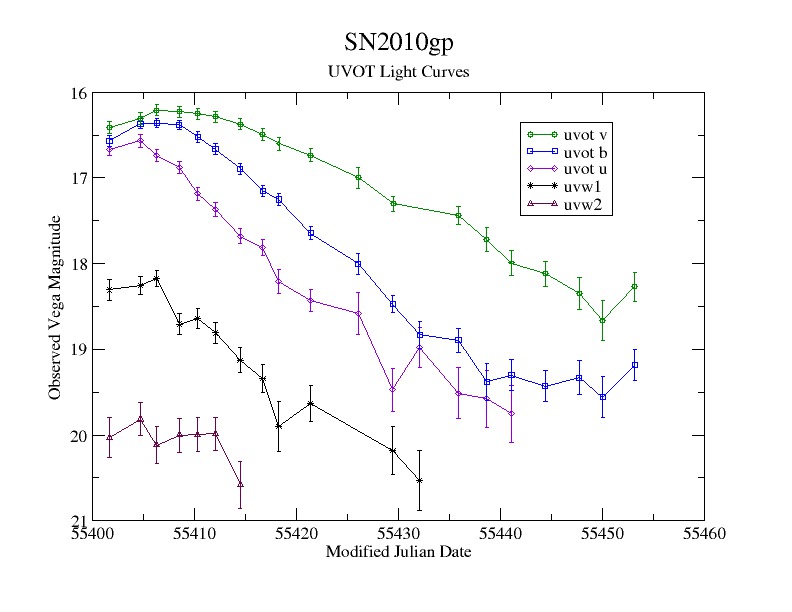 SN2010gp
UVOT Light Curves
16
17
18
19
20
21
Observed Vega Magnitude
uvot v
uvot b
uvot u
uvw1
uvw2
55400 55410 55420 55430 55440 55450 55460
Modified Julian Date